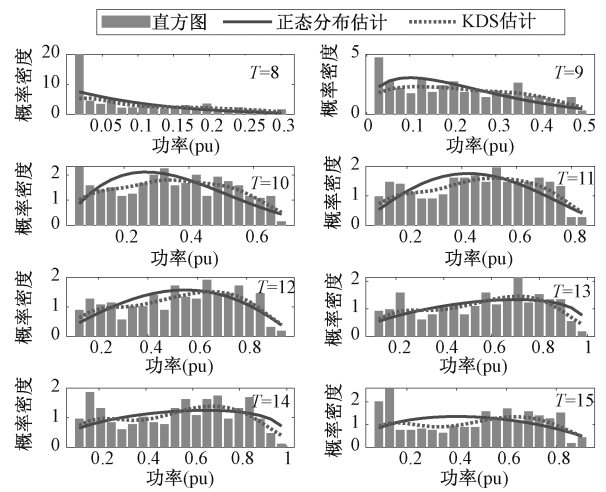 直方图 正态分布估计 KDS估计
概率密度 20 10 0 T=8 0.05 0.1 0.15 0.2 0.25 0.3 功率(pu)
概率密度 5 0 T=9 0 0.1 0.2 0.3 0.4 0.5 功率(pu)
概率密度 2 1 0 T=10 0.2 0.4 0.6 功率(pu)
概率密度 2 1 0 T=11 0.2 0.4 0.6 0.8 功率(pu)
概率密度 2 1 0 T=12 0.2 0.4 0.6 0.8 1 功率(pu)
概率密度 2 1 0 T=13 0.2 0.4 0.6 0.8 1 功率(pu)
概率密度 2 1 0 T=14 0.2 0.4 0.6 0.8 1 功率(pu)
概率密度 2 1 0 T=15 0.2 0.4 0.6 0.8 功率(pu)